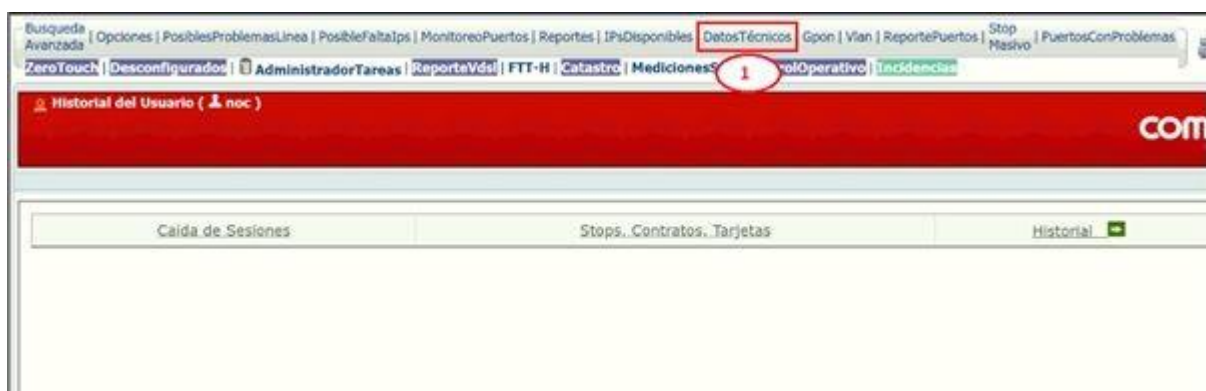 Busqueda Avanzada | Opciones | PosiblesProblemasLinea | PosibleFaltaIps | MonitoreoPuertos | Reportes | IPsDisponibles DatosTécnicos Gpon | Vlan | ReportePuertos | Stop Masivo | PuertosConProblemas
ZeroTouch | Desconfigurados | AdministradorTareas | ReporteVdsl | FTT-H | Catastro | Mediciones 1 rolOperativo | Incidencias
Historial del Usuario ( noc )
com
Caida de Sesiones Stops, Contratos, Tarjetas Historial